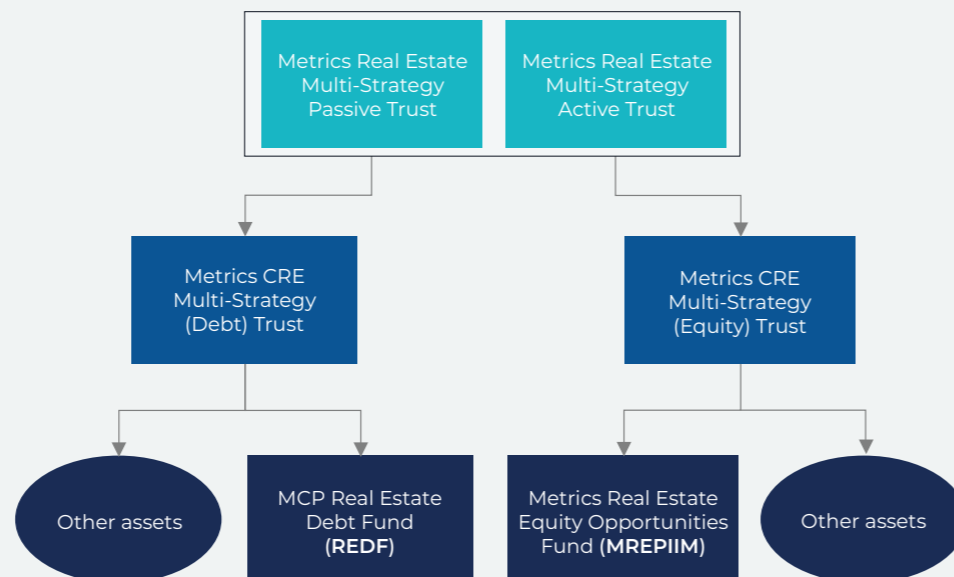 Metrics Real Estate
Multi-Strategy
Passive Trust
Metrics Real Estate
Multi-Strategy
Active Trust
Metrics CRE
Multi-Strategy
(Debt) Trust
Metrics CRE
Multi-Strategy
(Equity) Trust
Other assets
MCP Real Estate
Debt Fund
(REDF)
Metrics Real Estate
Equity Opportunities
Fund (MREPIIM)
Other assets